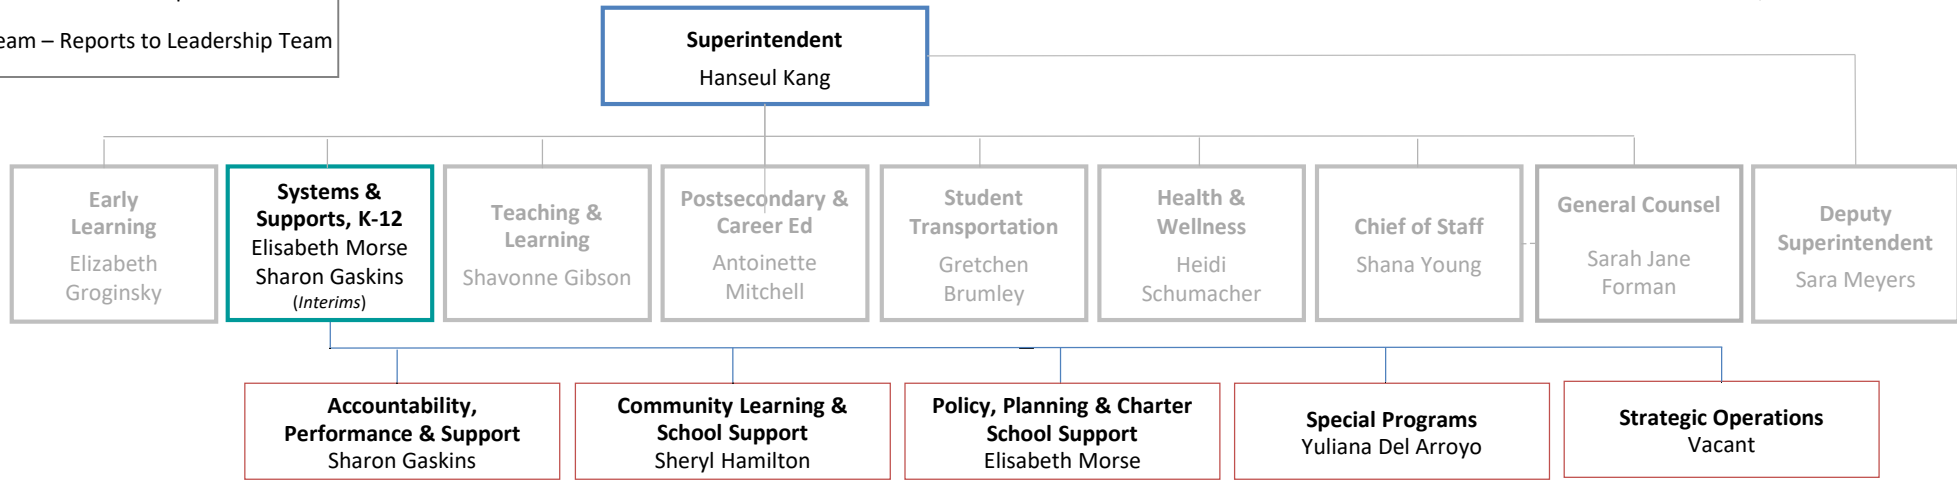 – Reports to Leadership Team
Superintendent
Hanseul Kang
Early
Learning
Elizabeth
Groginsky
Systems &
Supports, K-12
Elisabeth Morse
Sharon Gaskins
(Interims)
Teaching &
Learning
Shavonne Gibson
Postsecondary &
Career Ed
Antoinette
Mitchell
Student
Transportation
Gretchen
Brumley
Health &
Wellness
Heidi
Schumacher
Chief of Staff
Shana Young
General Counsel
Sarah Jane
Forman
Deputy
Superintendent
Sara Meyers
Accountability,
Performance & Support
Sharon Gaskins
Community Learning &
School Support
Sheryl Hamilton
Policy, Planning & Charter
School Support
Elisabeth Morse
Special Programs
Yuliana Del Arroyo
Strategic Operations
Vacant